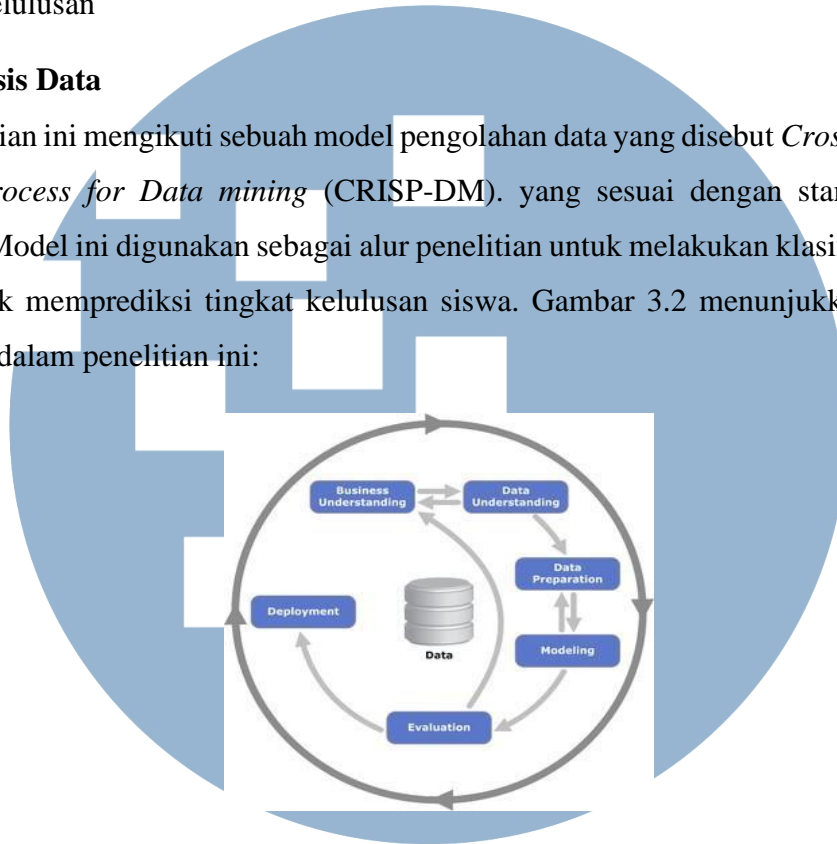 elulusan
sis Data
ian ini mengikuti sebuah model pengolahan data yang disebut Cros
rocess for Data mining (CRISP-DM). yang sesuai dengan star
Model ini digunakan sebagai alur penelitian untuk melakukan klasi
k memprediksi tingkat kelulusan siswa. Gambar 3.2 menunjukk
dalam penelitian ini:
Business
Understanding
Data
Understanding
Data
Preparation
Deployment
Data
Modeling
Evaluation